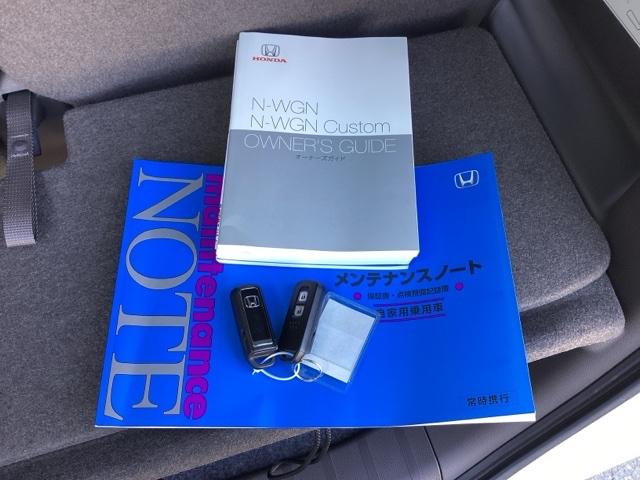 HONDA
N-WGN
N-WGN Custom
OWNER'S GUIDE
オーナーズガイド
maintenance
NOTE
メンテナンスノート
保証書・点検整備記録簿
自家用乗用車
常時携行